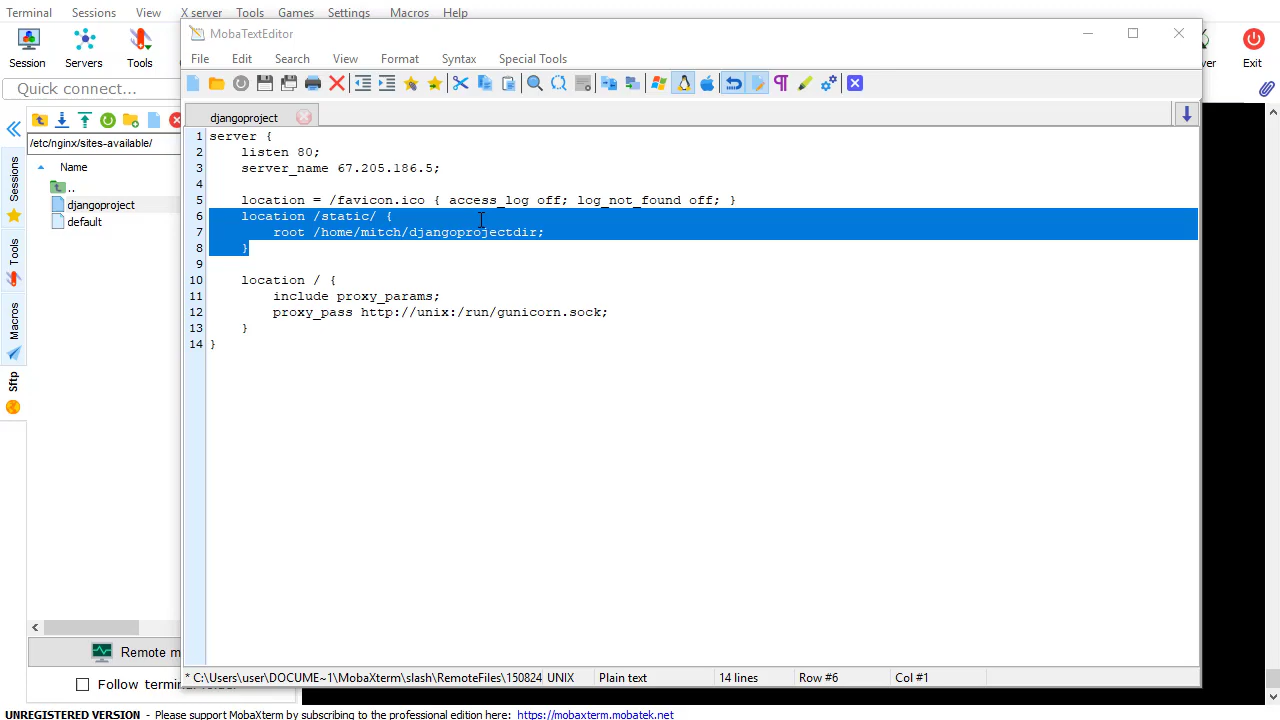 Terminal Sessions View X server Tools Games Settings Macros Help
MobaTextEditor
Session Servers Tools Exit
File Edit Search View Format Syntax Special Tools
Quick connect...
djangoproject
/etc/nginx/sites-available/
Name
..
djangoproject
default
Sessions
Tools
Macros
Sftp
1 server {
2 listen 80;
3 server_name 67.205.186.5;
4
5 location = /favicon.ico { access_log off; log_not_found off; }
6 location /static/ {
7 root /home/mitch/djangoprojectdir;
8 }
9
10 location / {
11 include proxy_params;
12 proxy_pass http://unix:/run/gunicorn.sock;
13 }
14 }
Remote m
Follow termin
* C:\Users\user\DOCUME~1\MobaXterm\slash\RemoteFiles\150824 UNIX Plain text 14 lines Row #6 Col #1
UNREGISTERED VERSION - Please support MobaXterm by subscribing to the professional edition here: https://mobaxterm.mobatek.net